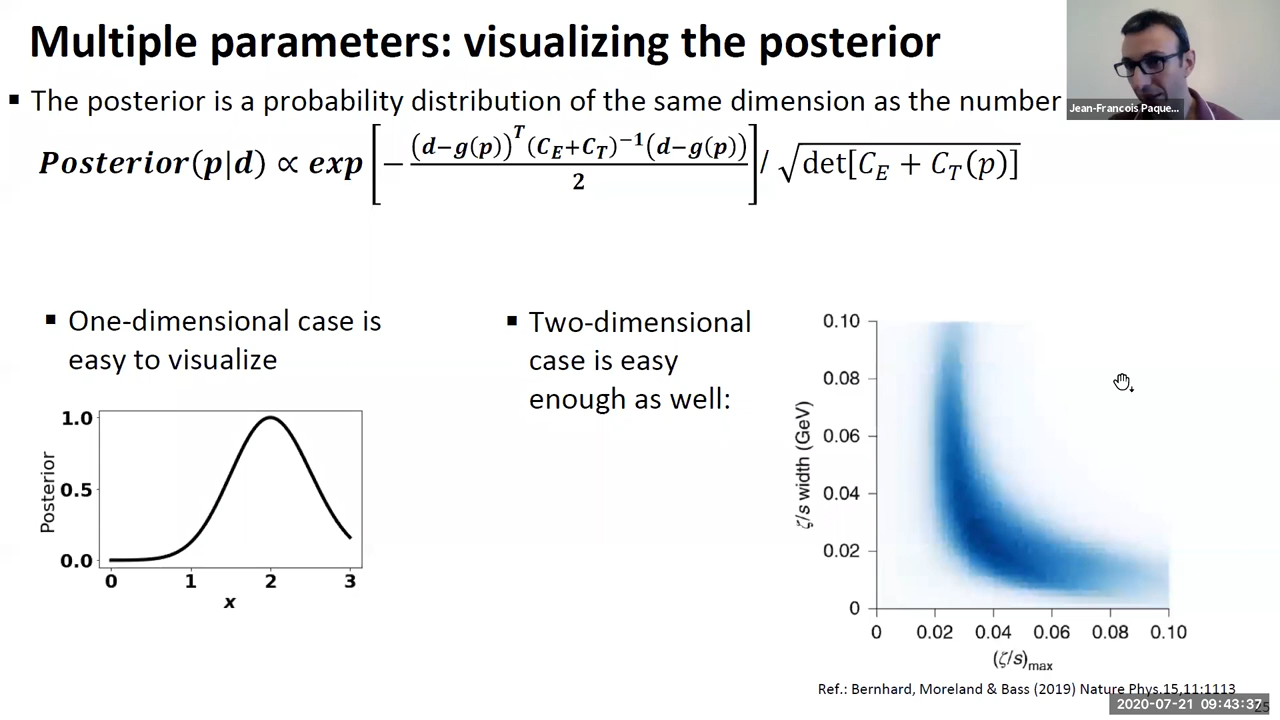 Multiple parameters: visualizing the posterior
▪ The posterior is a probability distribution of the same dimension as the number
Jean-Francois Paque...
Posterior(p|d) ∝ exp [ − (d−g(p))^T (C_E+C_T)^{−1} (d−g(p)) / 2 ] / √det[C_E + C_T(p)]
▪ One-dimensional case is
easy to visualize
1.0
0.5
0.0
Posterior
0 1 2 3
x
▪ Two-dimensional
case is easy
enough as well:
0.10
0.08
0.06
0.04
0.02
0
ζ/s width (GeV)
0 0.02 0.04 0.06 0.08 0.10
(ζ/s)max
Ref.: Bernhard, Moreland & Bass (2019) Nature Phys.15,11:1113
2020-07-21 09:43:37
25